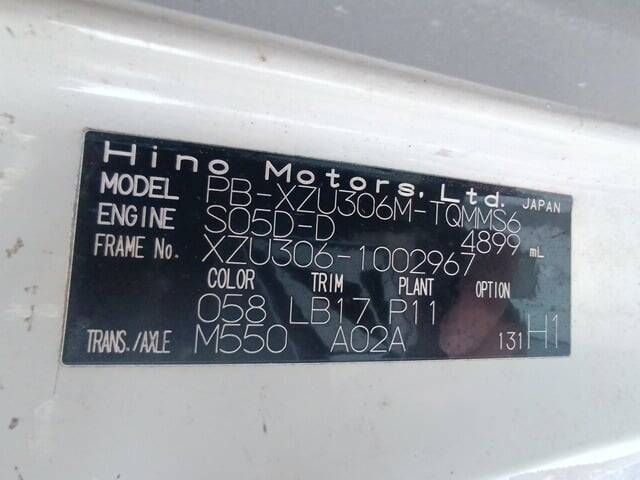 Hino Motors, Ltd. JAPAN
MODEL PB-XZU306M-TQMMS6
ENGINE S05D-D 4899 mL
FRAME No. XZU306-1002967
COLOR TRIM PLANT OPTION
058 LB17 P11
TRANS./AXLE M550 A02A 131 H1